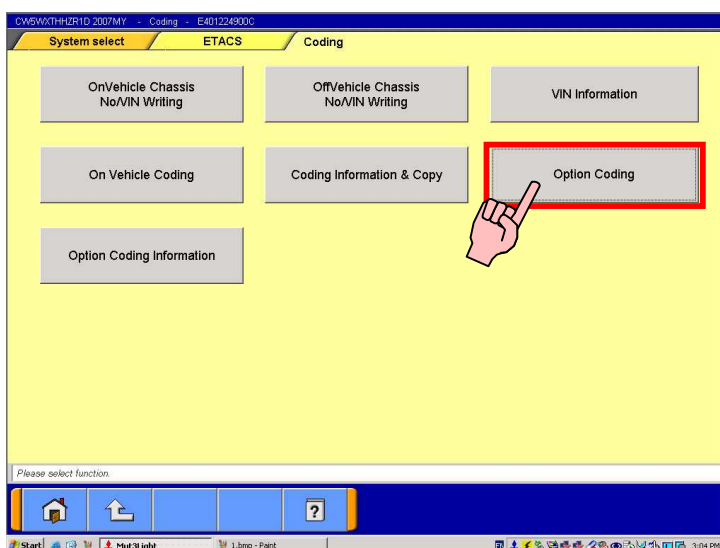 CW5WXTHHZR1D 2007MY - Coding - E401224900C
System select
ETACS
Coding
OnVehicle Chassis
No/VIN Writing
OffVehicle Chassis
No/VIN Writing
VIN Information
On Vehicle Coding
Coding Information & Copy
Option Coding
Option Coding Information
Please select function.
?
Start
Mut3Light
1.bmp - Paint
3:04 PM